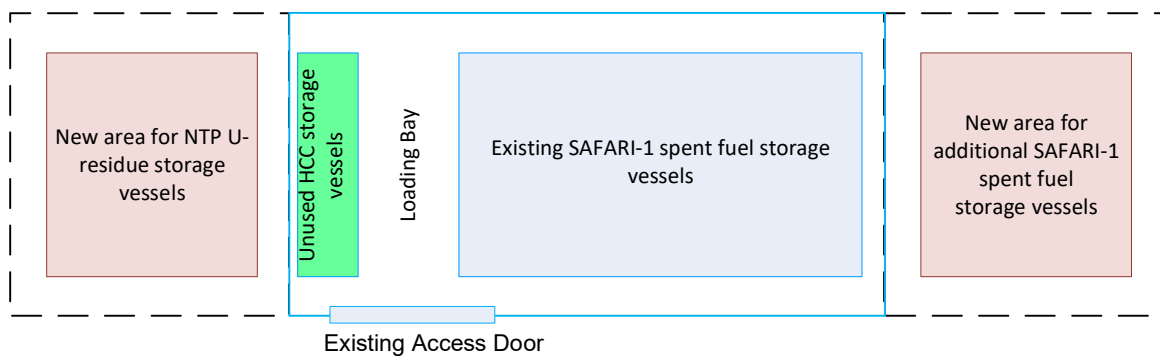 New area for NTP U-
residue storage
vessels
Unused HCC storage
vessels
Loading Bay
Existing SAFARI-1 spent fuel storage
vessels
New area for
additional SAFARI-1
spent fuel
storage vessels
Existing Access Door